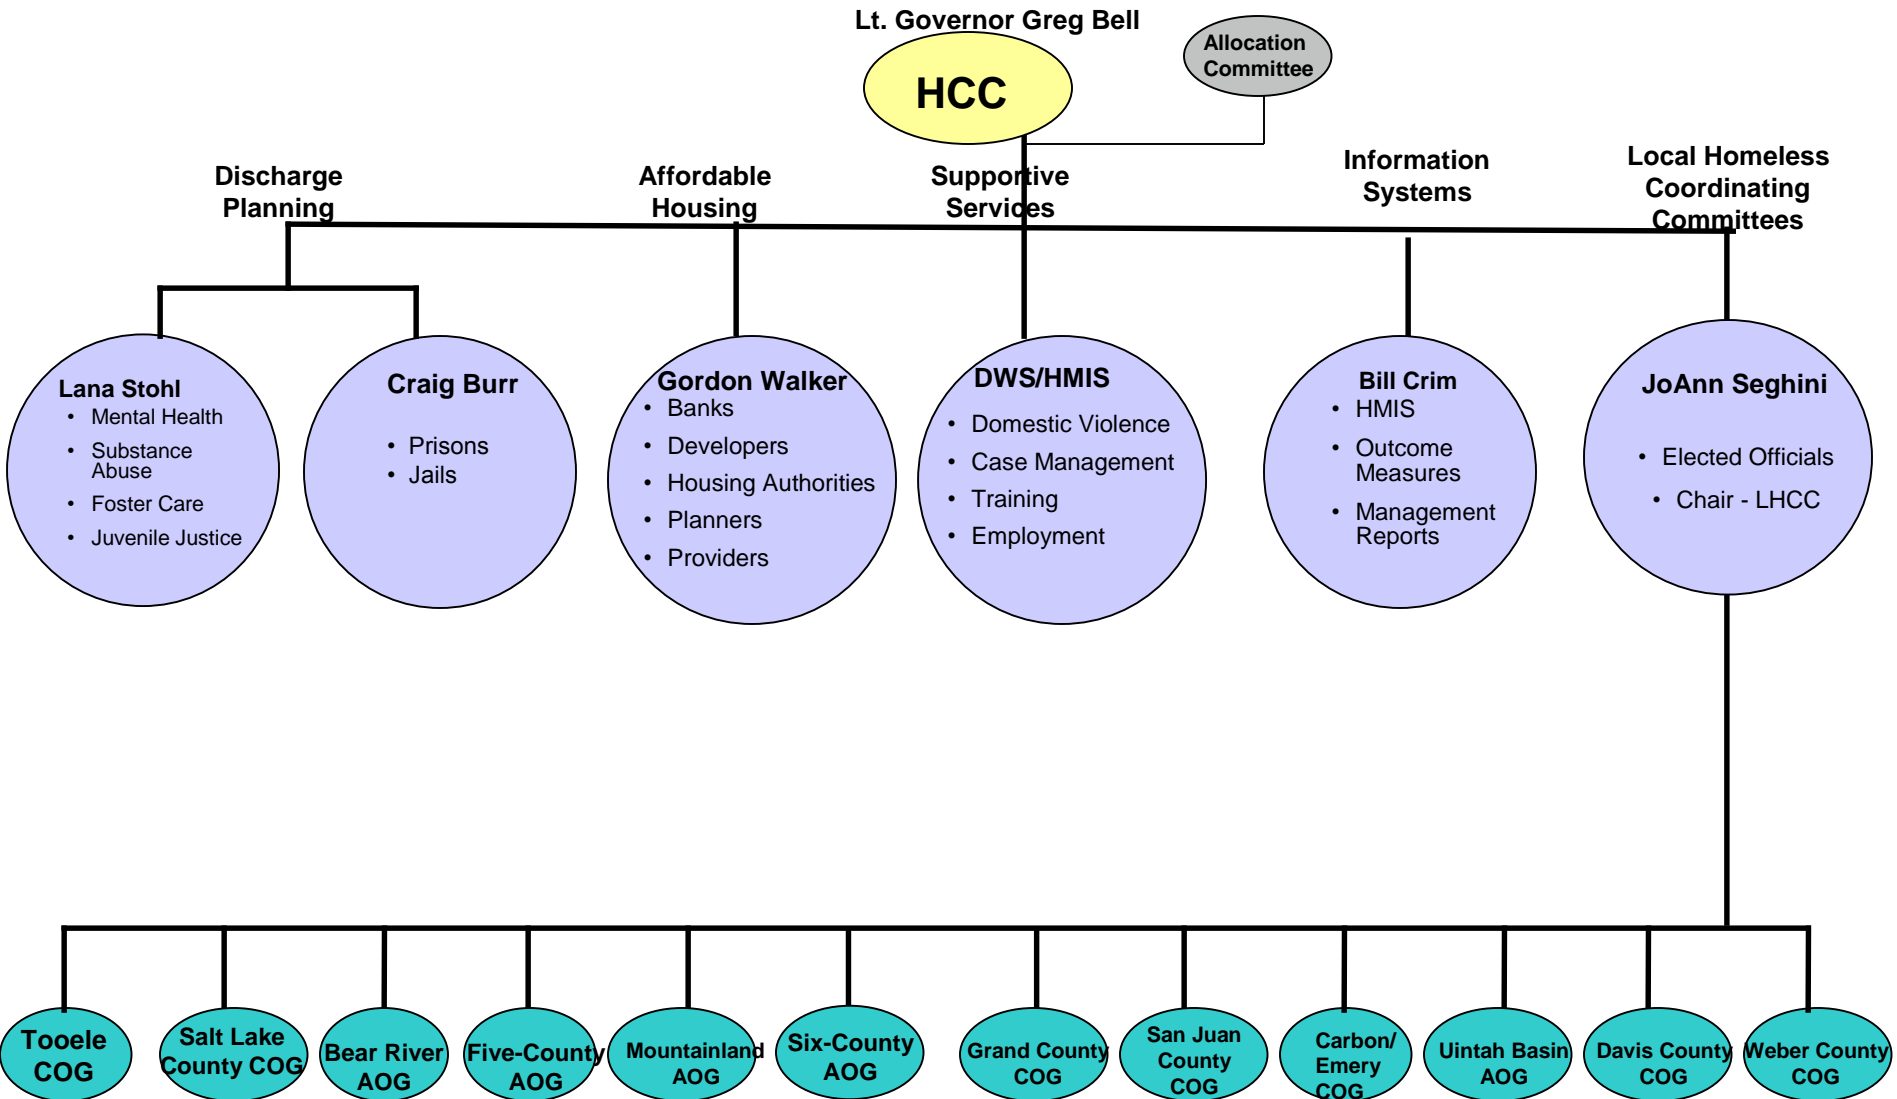 Lt. Governor Greg Bell
HCC
Allocation
Committee
Discharge
Planning
Affordable
Housing
Supportive
Services
Information
Systems
Local Homeless
Coordinating
Committees
Lana Stohl
• Mental Health
• Substance
Abuse
• Foster Care
• Juvenile Justice
Craig Burr
• Prisons
• Jails
Gordon Walker
• Banks
• Developers
• Housing Authorities
• Planners
• Providers
DWS/HMIS
• Domestic Violence
• Case Management
• Training
• Employment
Bill Crim
• HMIS
• Outcome
Measures
• Management
Reports
JoAnn Seghini
• Elected Officials
• Chair - LHCC
Tooele
COG
Salt Lake
County COG
Bear River
AOG
Five-County
AOG
Mountainland
AOG
Six-County
AOG
Grand County
COG
San Juan
County
COG
Carbon/
Emery
COG
Uintah Basin
AOG
Davis County
COG
Weber County
COG